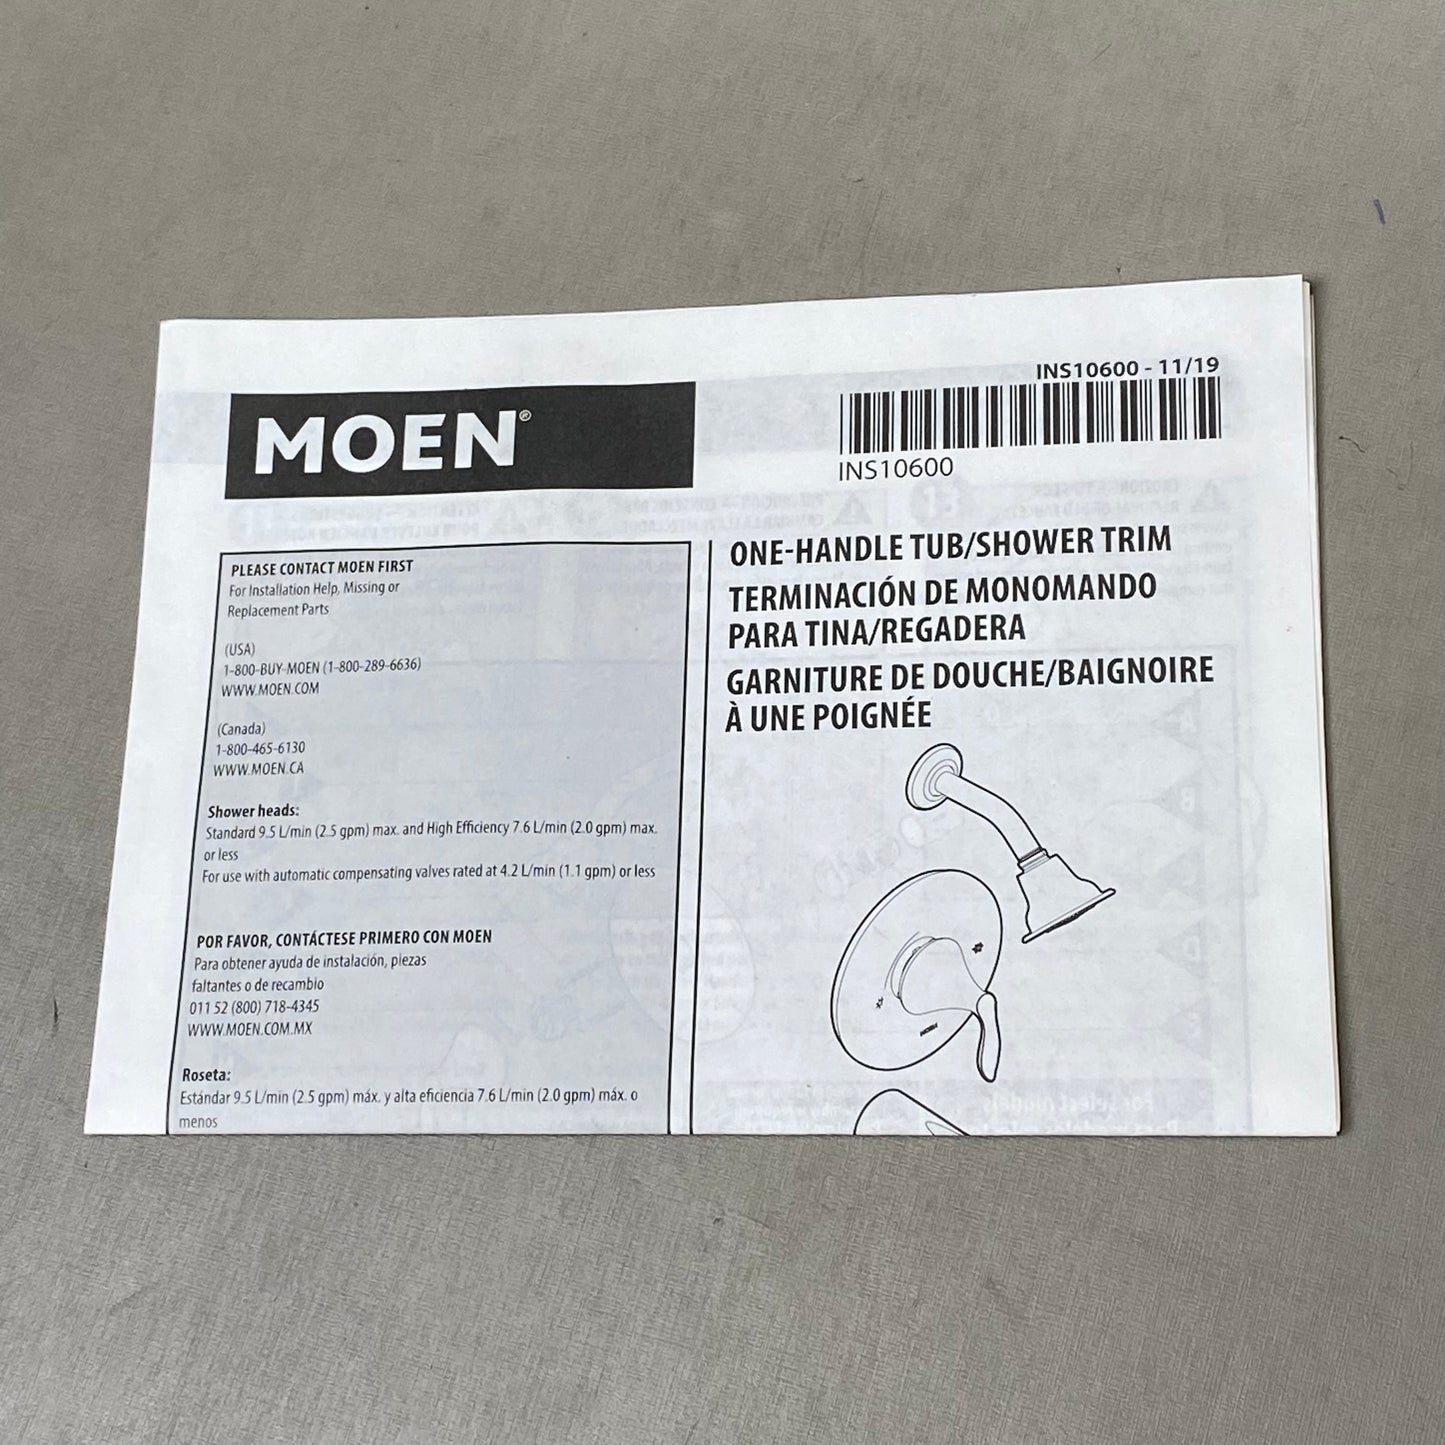 MOEN®
INS10600 - 11/19
INS10600
PLEASE CONTACT MOEN FIRST
For Installation Help, Missing or
Replacement Parts
(USA)
1-800-BUY-MOEN (1-800-289-6636)
WWW.MOEN.COM
(Canada)
1-800-465-6130
WWW.MOEN.CA
Shower heads:
Standard 9.5 L/min (2.5 gpm) max. and High Efficiency 7.6 L/min (2.0 gpm) max.
or less
For use with automatic compensating valves rated at 4.2 L/min (1.1 gpm) or less
POR FAVOR, CONTÁCTESE PRIMERO CON MOEN
Para obtener ayuda de instalación, piezas
faltantes o de recambio
011 52 (800) 718-4345
WWW.MOEN.COM.MX
Roseta:
Estándar 9.5 L/min (2.5 gpm) máx. y alta eficiencia 7.6 L/min (2.0 gpm) máx. o
menos
ONE-HANDLE TUB/SHOWER TRIM
TERMINACIÓN DE MONOMANDO
PARA TINA/REGADERA
GARNITURE DE DOUCHE/BAIGNOIRE
À UNE POIGNÉE
MOEN